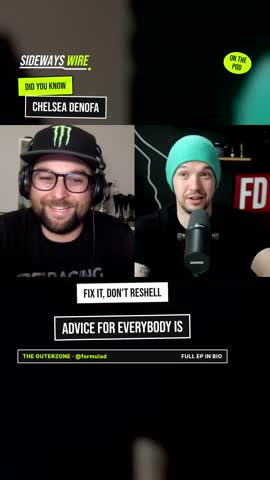 SIDEWAYS WIRE.
ON THE
POD
DID YOU KNOW
CHELSEA DENOFA
FD
RACING
FIX IT, DON'T RESHELL
ADVICE FOR EVERYBODY IS
THE OUTERZONE - @formulad
FULL EP IN BIO